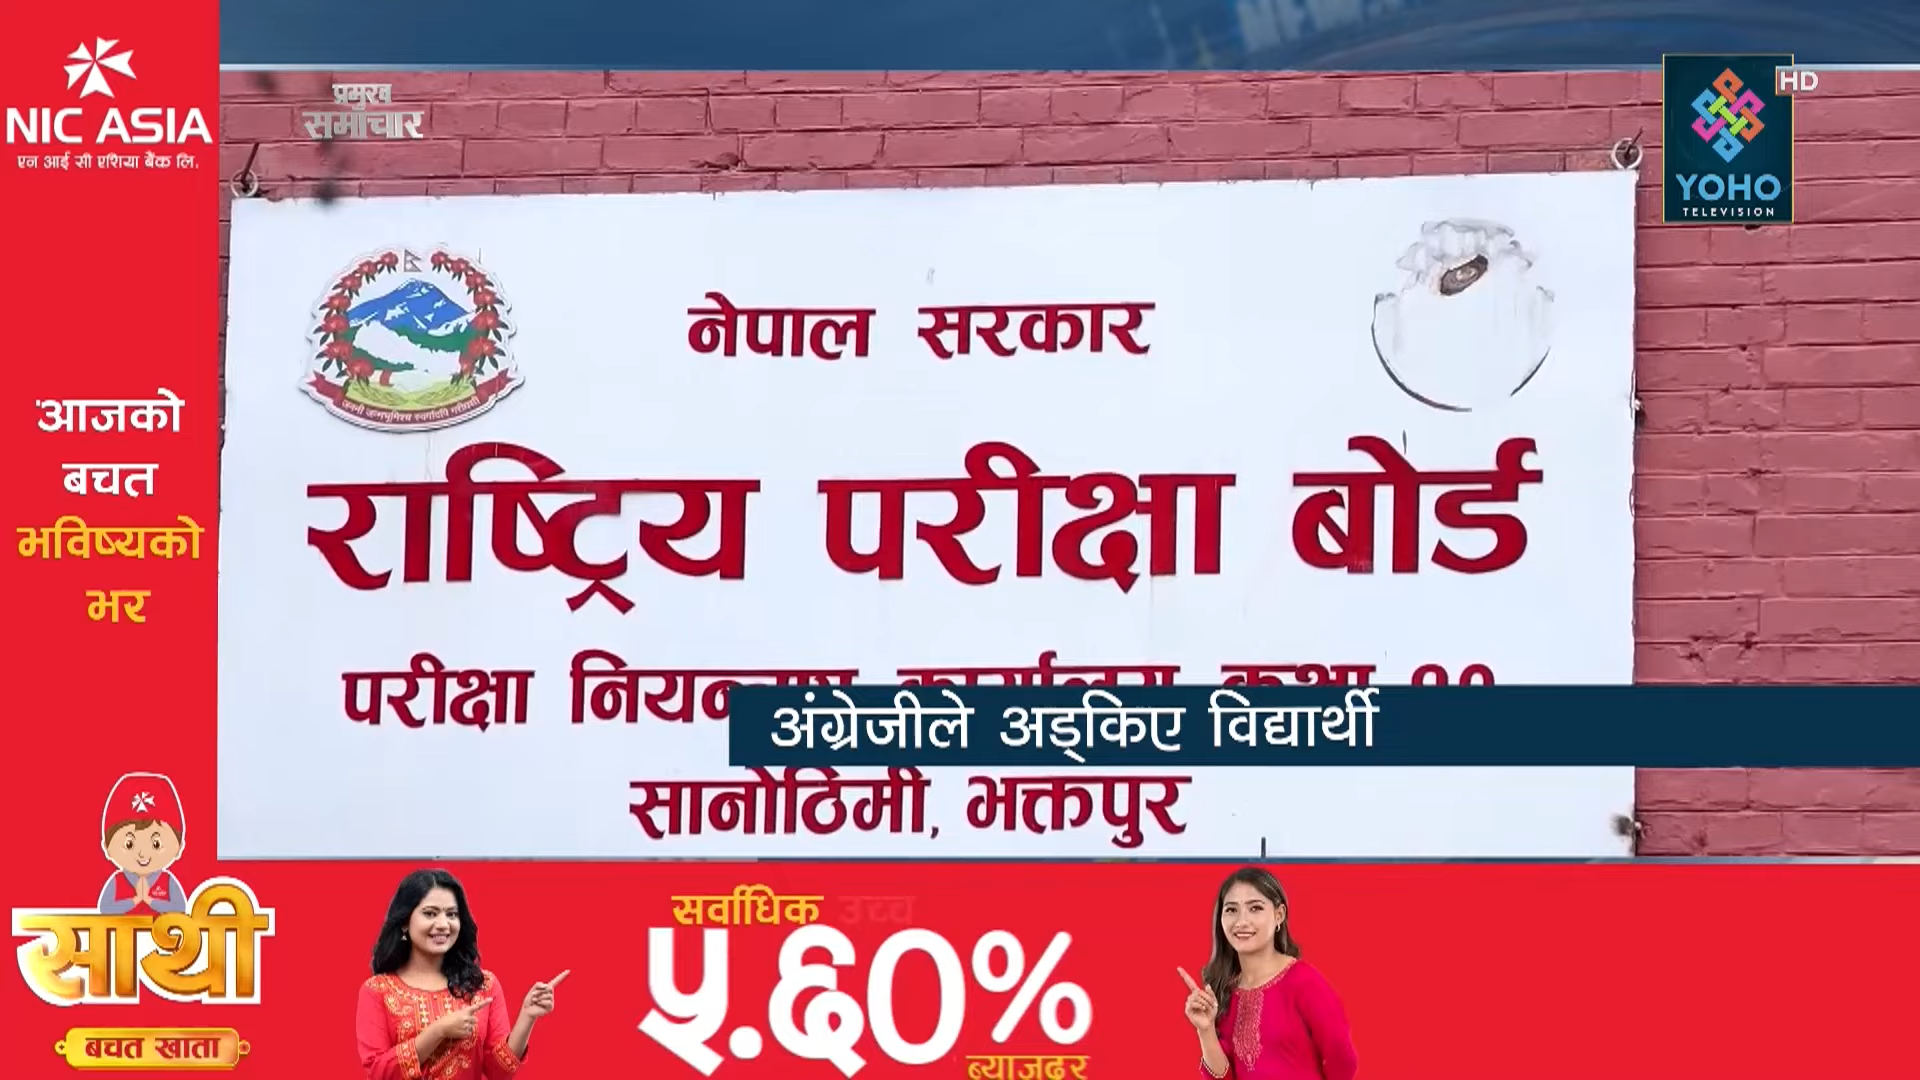 NIC ASIA
एन आई सी एशिया बैंक लि.
आजको
बचत
भविष्यको
भर
साथी
बचत खाता
प्रमुख
समाचार
HD
YOHO
TELEVISION
नेपाल सरकार
राष्ट्रिय परीक्षा बोर्ड
परीक्षा
अंग्रेजीले अड्किए विद्यार्थी
सानोठिमी, भक्तपुर
सर्वाधिक उच्च
५.६०%
ब्याजदर